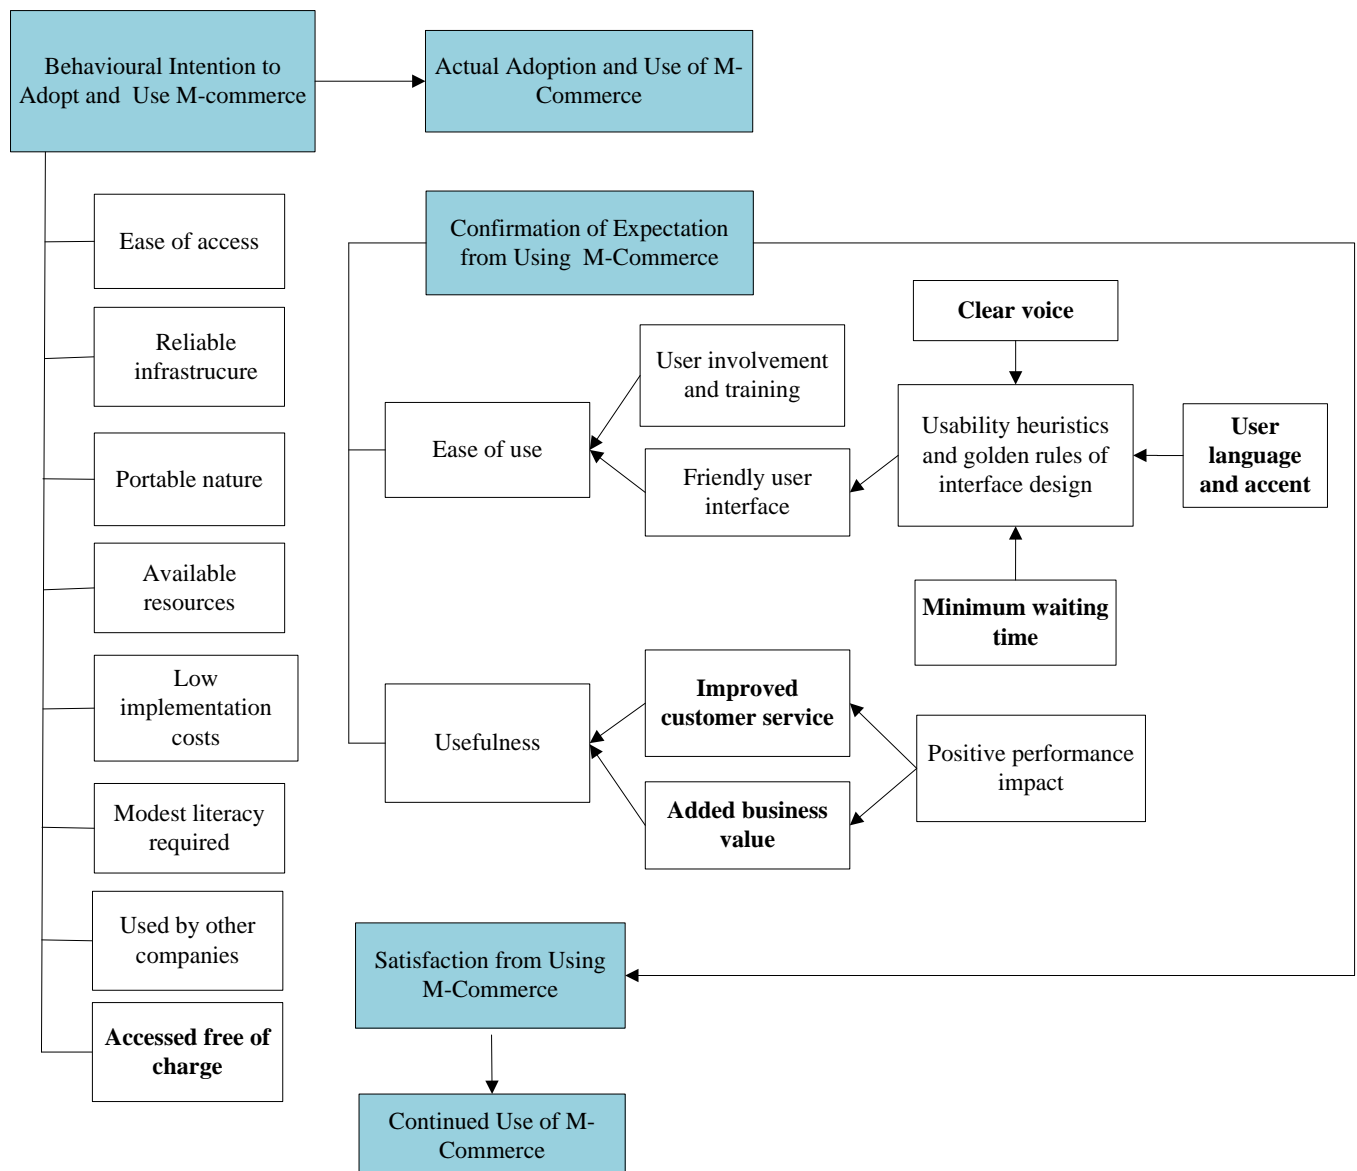 Behavioural Intention to
Adopt and Use M-commerce
Actual Adoption and Use of M-
Commerce
Ease of access
Reliable
infrastrucure
Portable nature
Available
resources
Low
implementation
costs
Modest literacy
required
Used by other
companies
Accessed free of
charge
Confirmation of Expectation
from Using M-Commerce
Ease of use
User involvement
and training
Friendly user
interface
Clear voice
Usability heuristics
and golden rules of
interface design
User
language
and accent
Minimum waiting
time
Usefulness
Improved
customer service
Added business
value
Positive performance
impact
Satisfaction from Using
M-Commerce
Continued Use of M-
Commerce